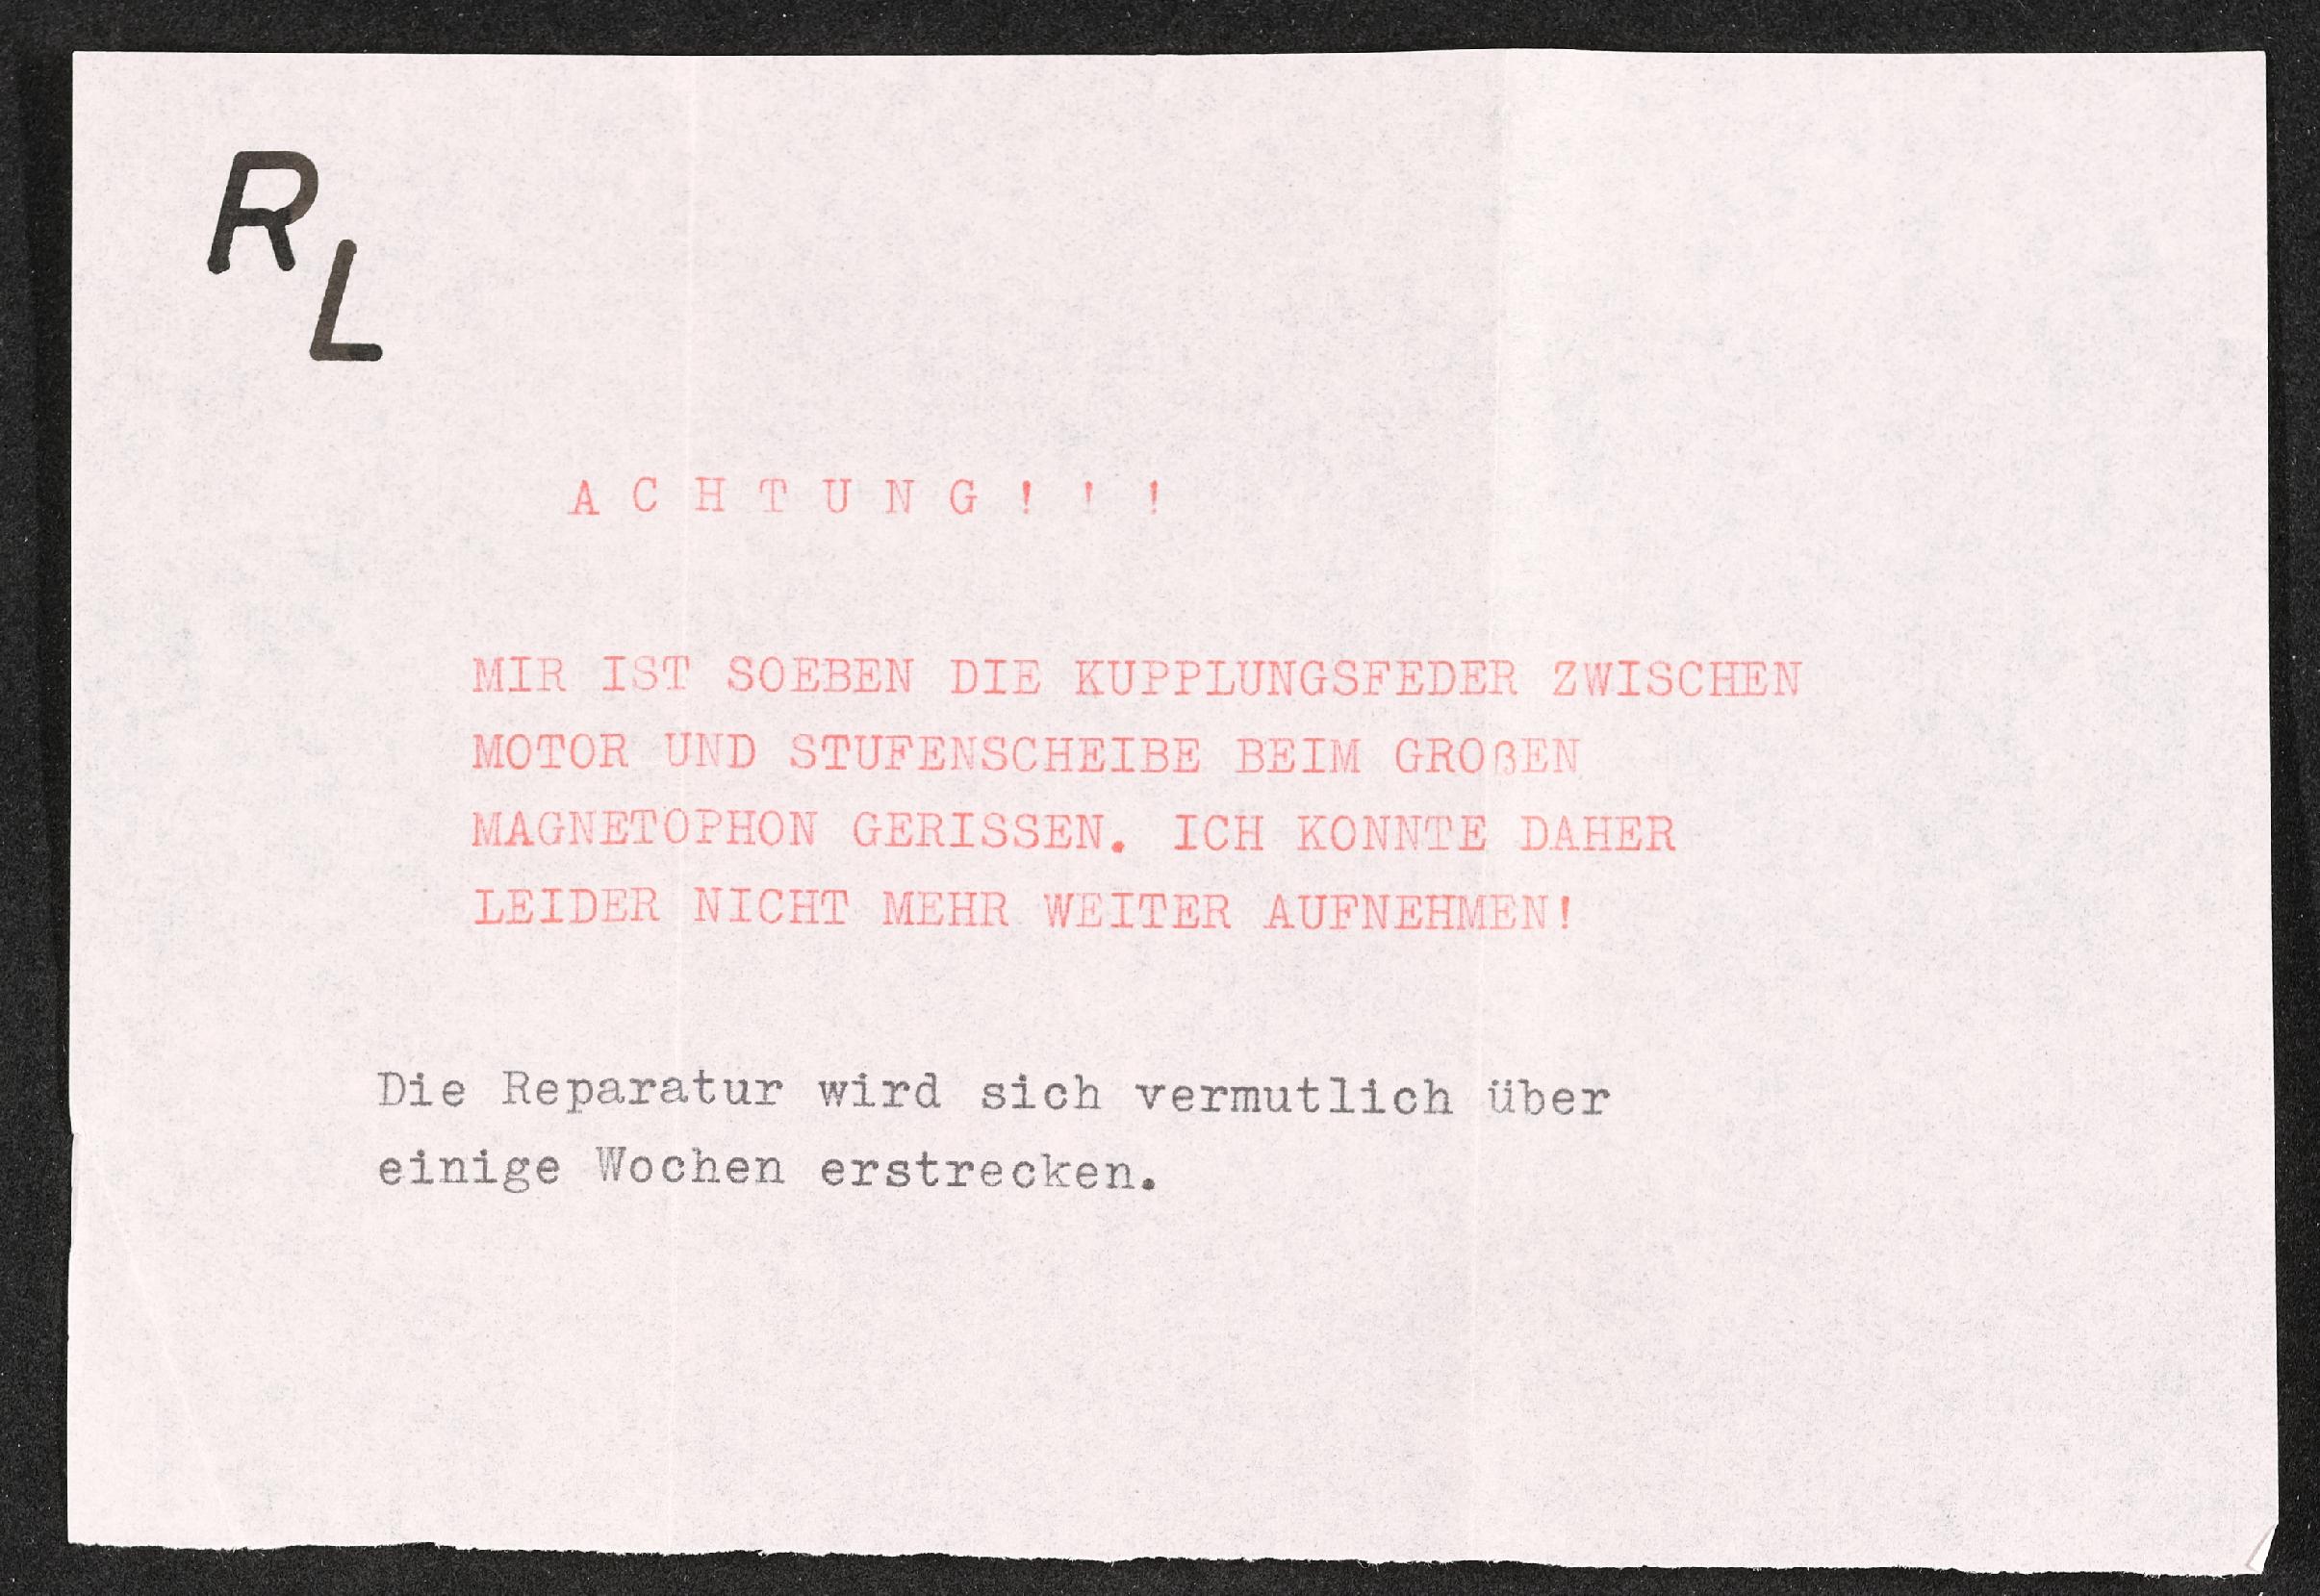 R
L
A C H T U N G ! ! !
MIR IST SOEBEN DIE KUPPLUNGSFEDER ZWISCHEN
MOTOR UND STUFENSCHEIBE BEIM GROßEN
MAGNETOPHON GERISSEN. ICH KONNTE DAHER
LEIDER NICHT MEHR WEITER AUFNEHMEN!
Die Reparatur wird sich vermutlich über
einige Wochen erstrecken.